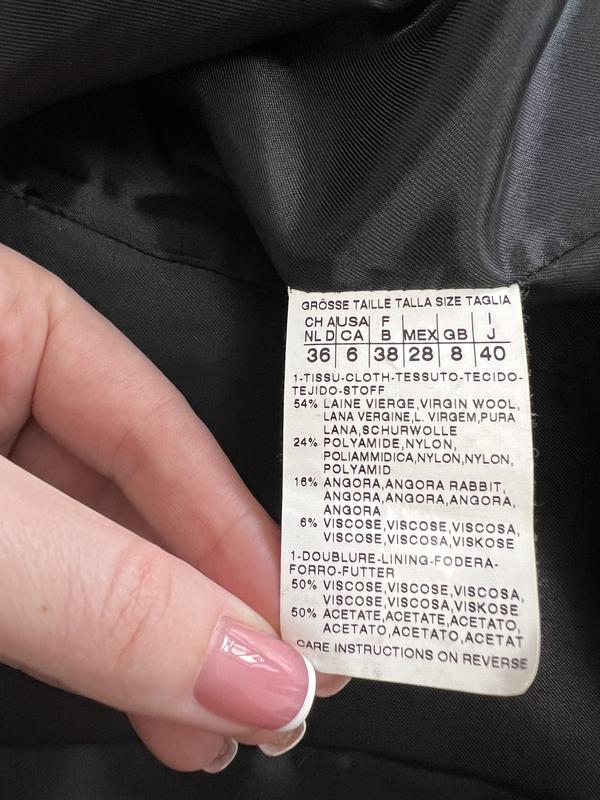 GRÖSSE TAILLE TALLA SIZE TAGLIA
CH A USA F I
NL D CA B MEX GB J
36 6 38 28 8 40
1-TISSU-CLOTH-TESSUTO-TECIDO-
TEJIDO-STOFF
54% LAINE VIERGE,VIRGIN WOOL,
LANA VERGINE,L. VIRGEM,PURA
LANA,SCHURWOLLE
24% POLYAMIDE,NYLON,
POLIAMMIDICA,NYLON,NYLON,
POLYAMID
16% ANGORA,ANGORA RABBIT,
ANGORA,ANGORA,ANGORA,
ANGORA
6% VISCOSE,VISCOSE,VISCOSA,
VISCOSE,VISCOSA,VISKOSE
1-DOUBLURE-LINING-FODERA-
FORRO-FUTTER
50% VISCOSE,VISCOSE,VISCOSA,
VISCOSE,VISCOSA,VISKOSE
50% ACETATE,ACETATE,ACETATO,
ACETATO,ACETATO,ACETAT
CARE INSTRUCTIONS ON REVERSE